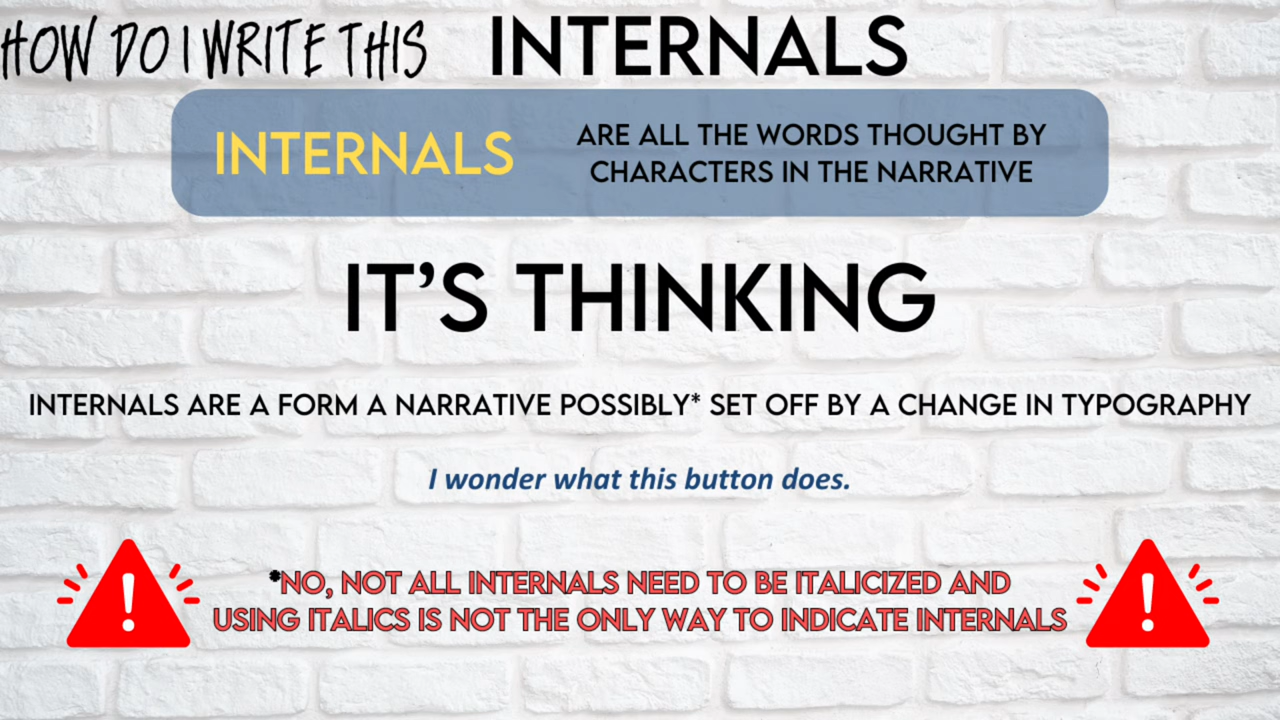 HOW DO I WRITE THIS INTERNALS
INTERNALS
ARE ALL THE WORDS THOUGHT BY
CHARACTERS IN THE NARRATIVE
IT'S THINKING
INTERNALS ARE A FORM A NARRATIVE POSSIBLY* SET OFF BY A CHANGE IN TYPOGRAPHY
I wonder what this button does.
*NO, NOT ALL INTERNALS NEED TO BE ITALICIZED AND
USING ITALICS IS NOT THE ONLY WAY TO INDICATE INTERNALS